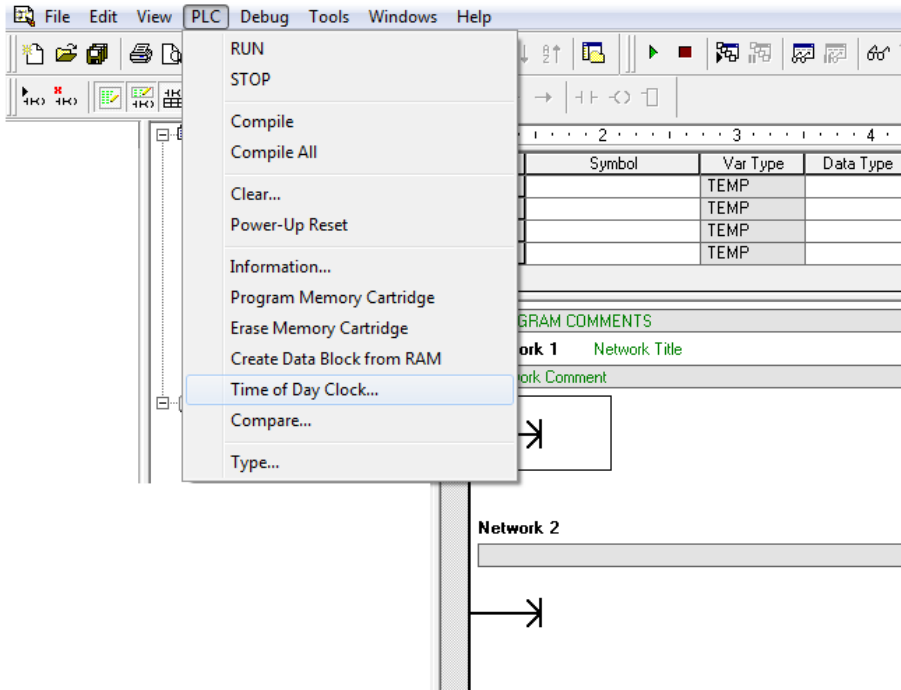 File Edit View PLC Debug Tools Windows Help
RUN
STOP
Compile
Compile All
Clear...
Power-Up Reset
Information...
Program Memory Cartridge
Erase Memory Cartridge
Create Data Block from RAM
Time of Day Clock...
Compare...
Type...
2 3 4
Symbol Var Type Data Type
TEMP
TEMP
TEMP
TEMP
GRAM COMMENTS
ork 1 Network Title
ork Comment
Network 2